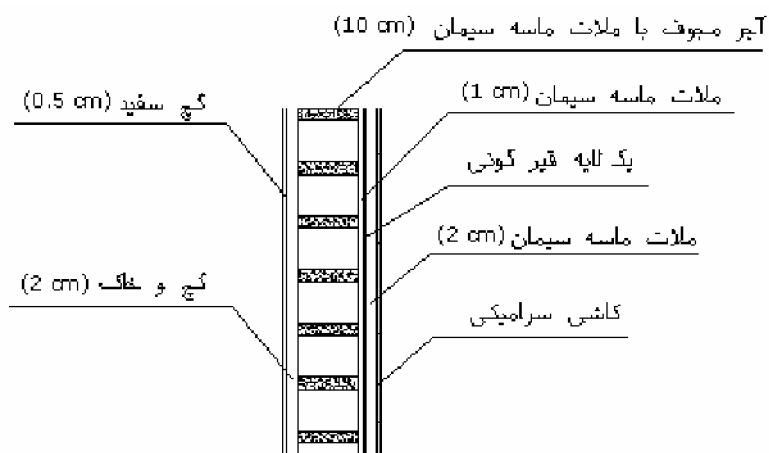 آجر مجوف با ملات ماسه سیمان (10 cm)
گچ سفید (0.5 cm)
ملات ماسه سیمان (1 cm)
یک لایه قیر گونی
ملات ماسه سیمان (2 cm)
گچ و خاک (2 cm)
کاشی سرامیکی